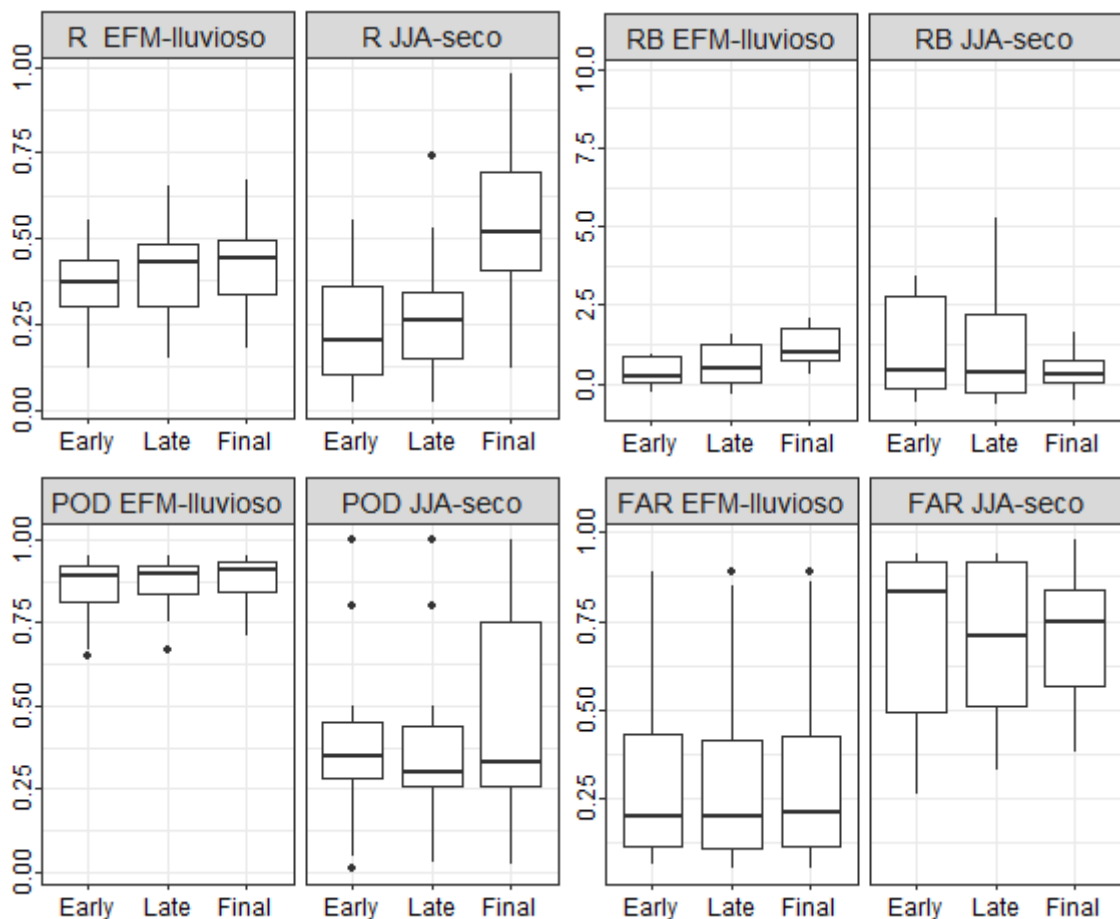 R EFM-lluvioso
R JJA-seco
RB EFM-lluvioso
RB JJA-seco
1.00
0.75
0.50
0.25
0.00
10.0
7.5
5.0
2.5
0.0
Early Late Final
Early Late Final
Early Late Final
Early Late Final
POD EFM-lluvioso
POD JJA-seco
FAR EFM-lluvioso
FAR JJA-seco
1.00
0.75
0.50
0.25
0.00
1.00
0.75
0.50
0.25
Early Late Final
Early Late Final
Early Late Final
Early Late Final